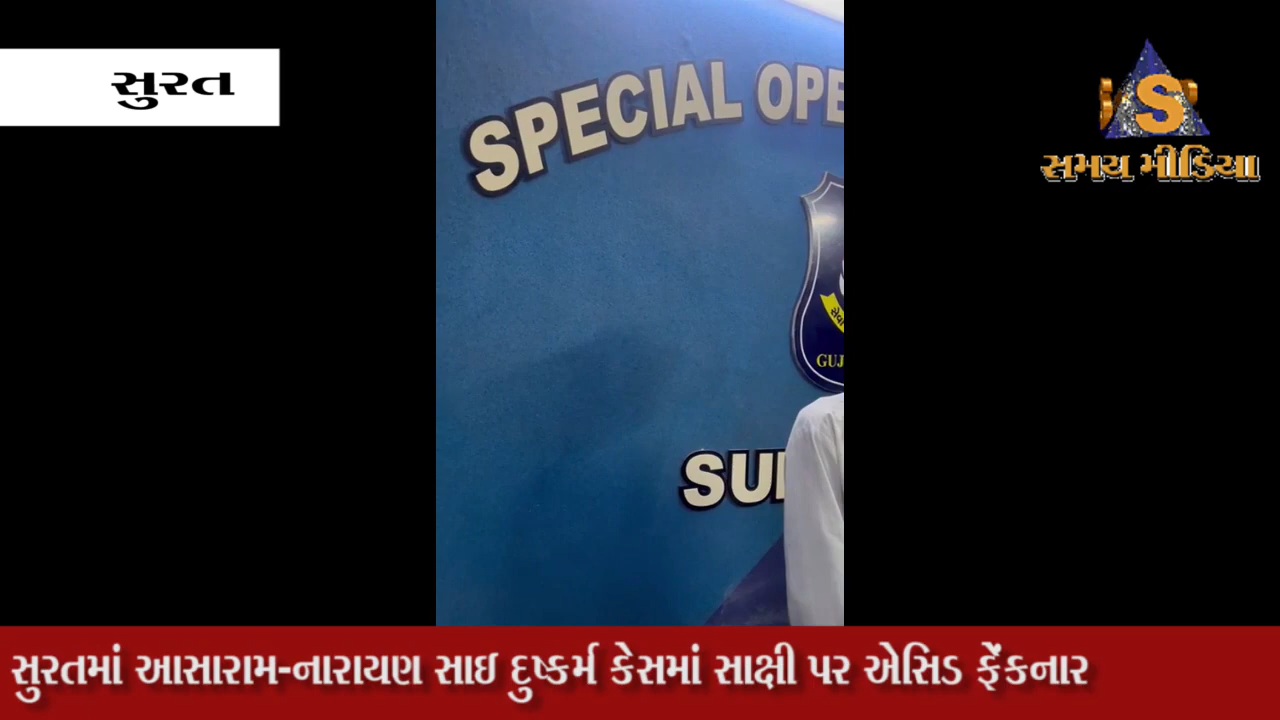 સુરત
સમય મીડિયા
SPECIAL OPE
GUJ
SU
સુરતમાં આસારામ-નારાયણ સાઇ દુષ્કર્મ કેસમાં સાક્ષી પર એસિડ ફેંકનાર